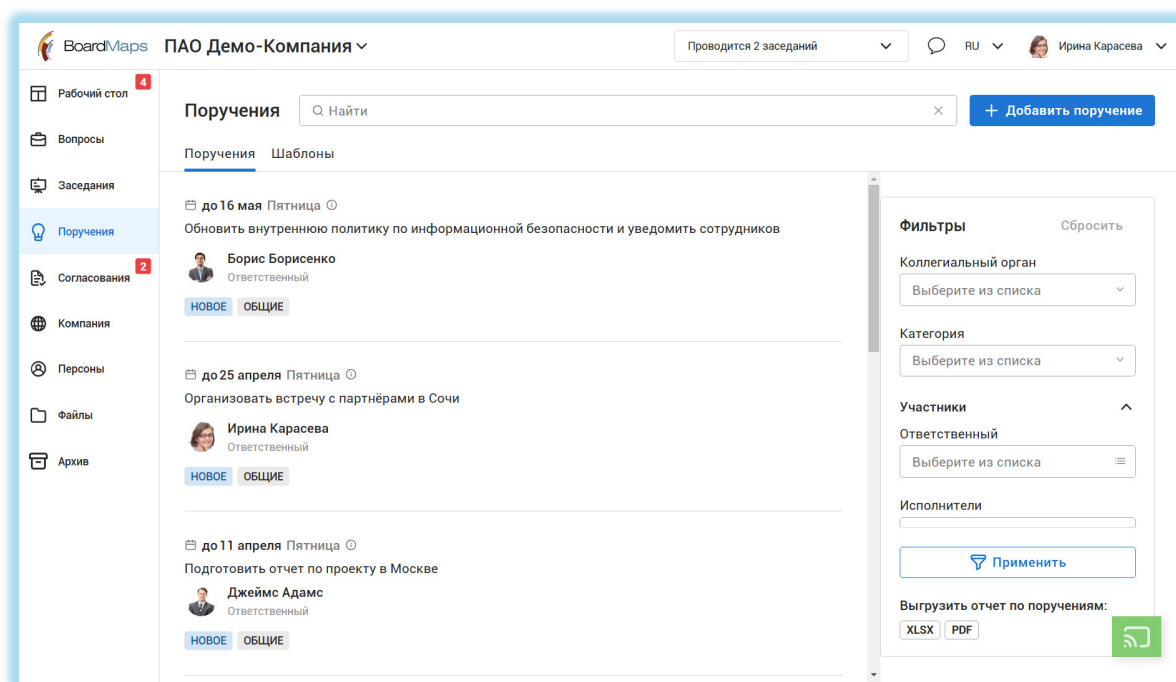 BoardMaps ПАО Демо-Компания Проводится 2 заседаний RU Ирина Карасева
Рабочий стол 4
Вопросы
Заседания
Поручения
Согласования 2
Компания
Персоны
Файлы
Архив
Поручения Найти + Добавить поручение
Поручения Шаблоны
до 16 мая Пятница
Обновить внутреннюю политику по информационной безопасности и уведомить сотрудников
Борис Борисенко
Ответственный
НОВОЕ ОБЩИЕ
до 25 апреля Пятница
Организовать встречу с партнёрами в Сочи
Ирина Карасева
Ответственный
НОВОЕ ОБЩИЕ
до 11 апреля Пятница
Подготовить отчет по проекту в Москве
Джеймс Адамс
Ответственный
НОВОЕ ОБЩИЕ
Фильтры Сбросить
Коллегиальный орган
Выберите из списка
Категория
Выберите из списка
Участники
Ответственный
Выберите из списка
Исполнители
Применить
Выгрузить отчет по поручениям:
XLSX PDF